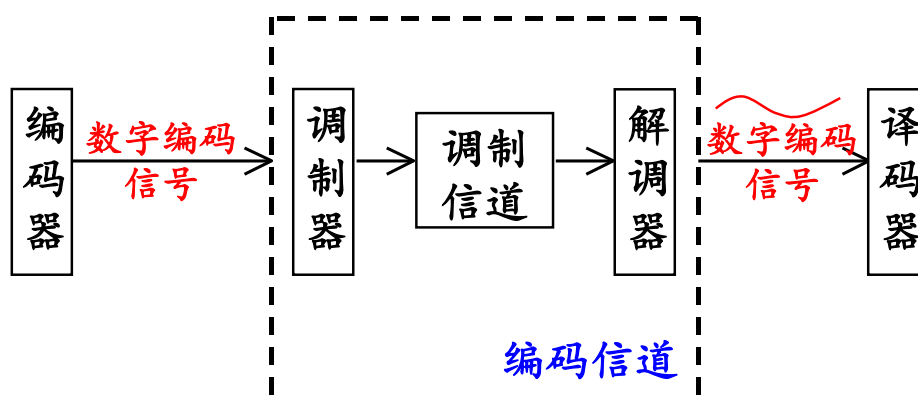 编码器
数字编码
信号
调制器
调制
信道
解调器
数字编码
信号
译码器
编码信道